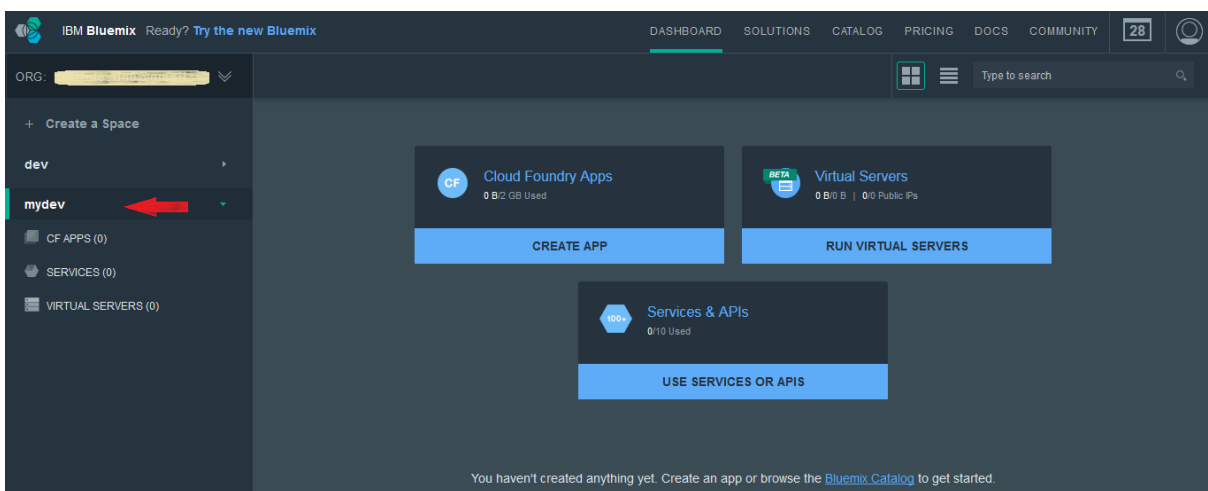 IBM Bluemix Ready? Try the new Bluemix DASHBOARD SOLUTIONS CATALOG PRICING DOCS COMMUNITY 28
ORG: Type to search
+ Create a Space
dev
mydev
CF APPS (0)
SERVICES (0)
VIRTUAL SERVERS (0)
CF Cloud Foundry Apps
0 B/2 GB Used
CREATE APP
BETA Virtual Servers
0 B/0 B | 0/0 Public IPs
RUN VIRTUAL SERVERS
100+ Services & APIs
0/10 Used
USE SERVICES OR APIS
You haven't created anything yet. Create an app or browse the Bluemix Catalog to get started.